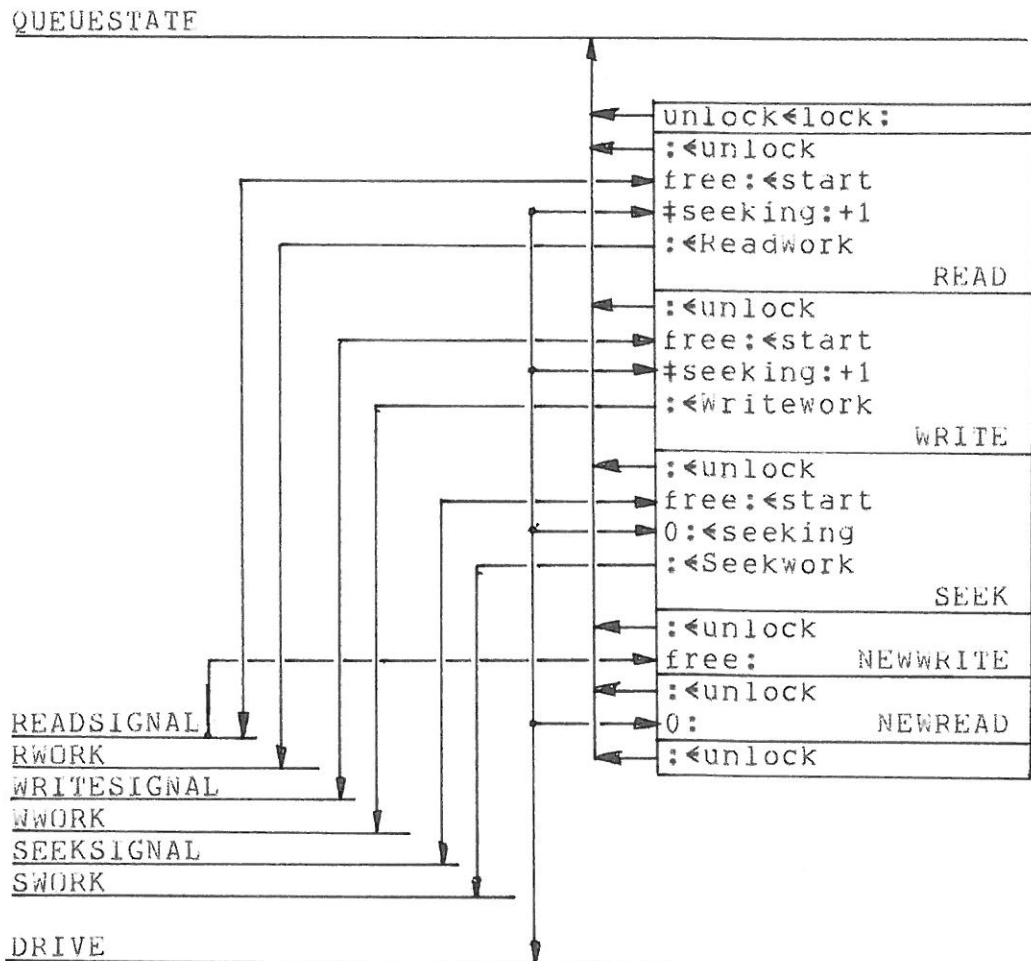 QUEUESTATE
unlock<lock:
:<unlock
free:<start
‡seeking:+1
:<ReadWork
READ
:<unlock
free:<start
‡seeking:+1
:<Writework
WRITE
:<unlock
free:<start
0:<seeking
:<Seekwork
SEEK
:<unlock
free: NEWWRITE
:<unlock
0: NEWREAD
:<unlock
READSIGNAL
RWORK
WRITESIGNAL
WWORK
SEEKSIGNAL
SWORK
DRIVE